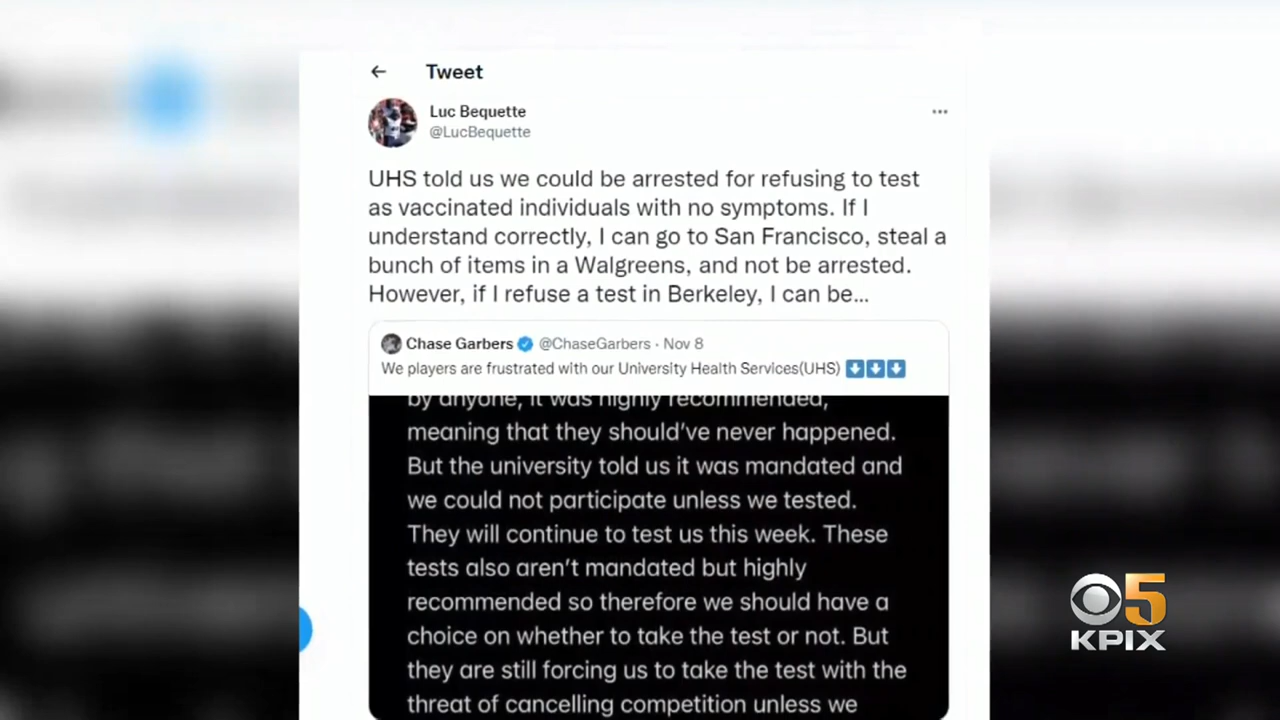 Tweet
Luc Bequette
@LucBequette
UHS told us we could be arrested for refusing to test
as vaccinated individuals with no symptoms. If I
understand correctly, I can go to San Francisco, steal a
bunch of items in a Walgreens, and not be arrested.
However, if I refuse a test in Berkeley, I can be...
Chase Garbers @ChaseGarbers · Nov 8
We players are frustrated with our University Health Services(UHS)
by anyone, it was highly recommended,
meaning that they should've never happened.
But the university told us it was mandated and
we could not participate unless we tested.
They will continue to test us this week. These
tests also aren't mandated but highly
recommended so therefore we should have a
choice on whether to take the test or not. But
they are still forcing us to take the test with the
threat of cancelling competition unless we
5
KPIX